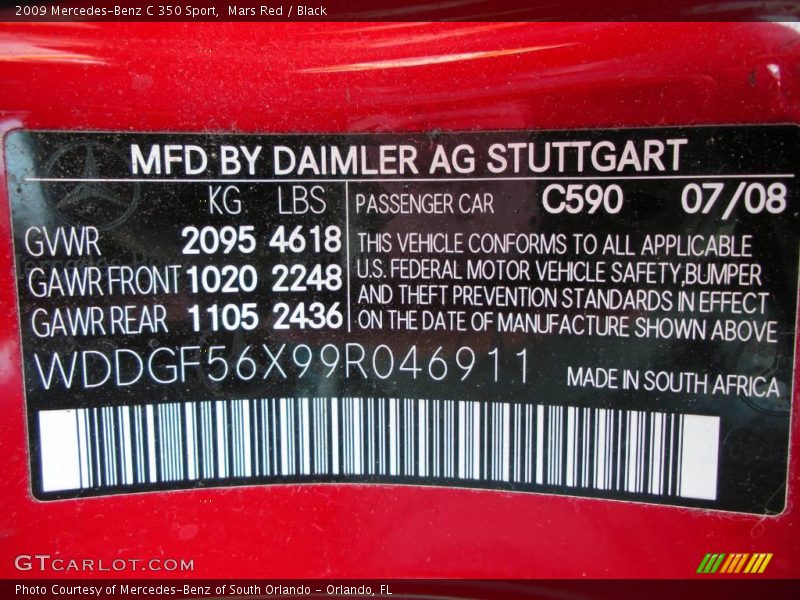 2009 Mercedes-Benz C 350 Sport,  Mars Red / Black
MFD BY DAIMLER AG STUTTGART
KG LBS
GVWR 2095 4618
GAWR FRONT 1020 2248
GAWR REAR 1105 2436
PASSENGER CAR C590 07/08
THIS VEHICLE CONFORMS TO ALL APPLICABLE
U.S. FEDERAL MOTOR VEHICLE SAFETY,BUMPER
AND THEFT PREVENTION STANDARDS IN EFFECT
ON THE DATE OF MANUFACTURE SHOWN ABOVE
WDDGF56X99R046911
MADE IN SOUTH AFRICA
GTCARLOT.COM
Photo Courtesy of Mercedes-Benz of South Orlando - Orlando, FL